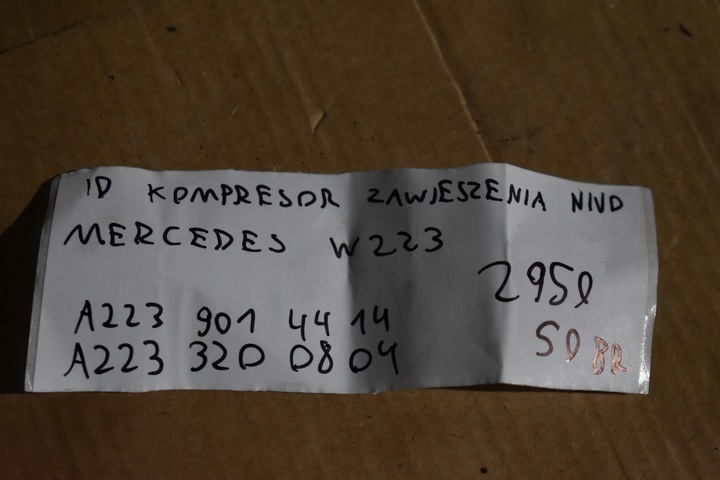 ID KOMPRESOR ZAWIESZENIA NIVO
MERCEDES W223
2950
A223 901 44 14
SO BR
A223 320 08 04